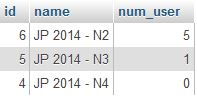 id name num_user
6 JP 2014 - N2 5
5 JP 2014 - N3 1
4 JP 2014 - N4 0